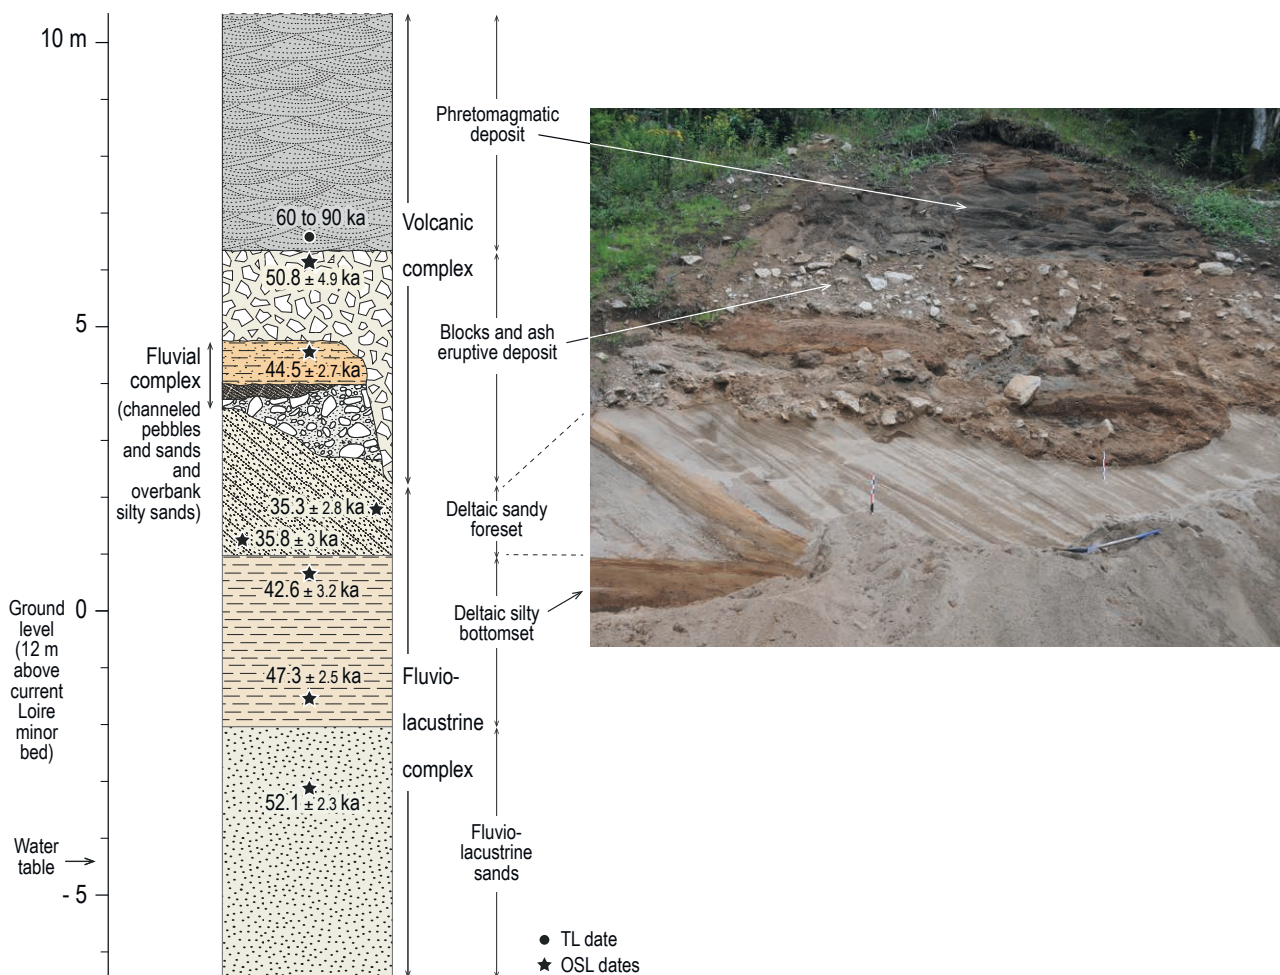 10 m
5
0
- 5
Ground
level
(12 m
above
current
Loire
minor
bed)
Water
table
Fluvial
complex
(channeled
pebbles
and sands
and
overbank
silty sands)
60 to 90 ka
50.8 ± 4.9 ka
44.5 ± 2.7 ka
35.3 ± 2.8 ka
35.8 ± 3 ka
42.6 ± 3.2 ka
47.3 ± 2.5 ka
52.1 ± 2.3 ka
Volcanic
complex
Fluvio-
lacustrine
complex
Phretomagmatic
deposit
Blocks and ash
eruptive deposit
Deltaic sandy
foreset
Deltaic silty
bottomset
Fluvio-
lacustrine
sands
TL date
OSL dates